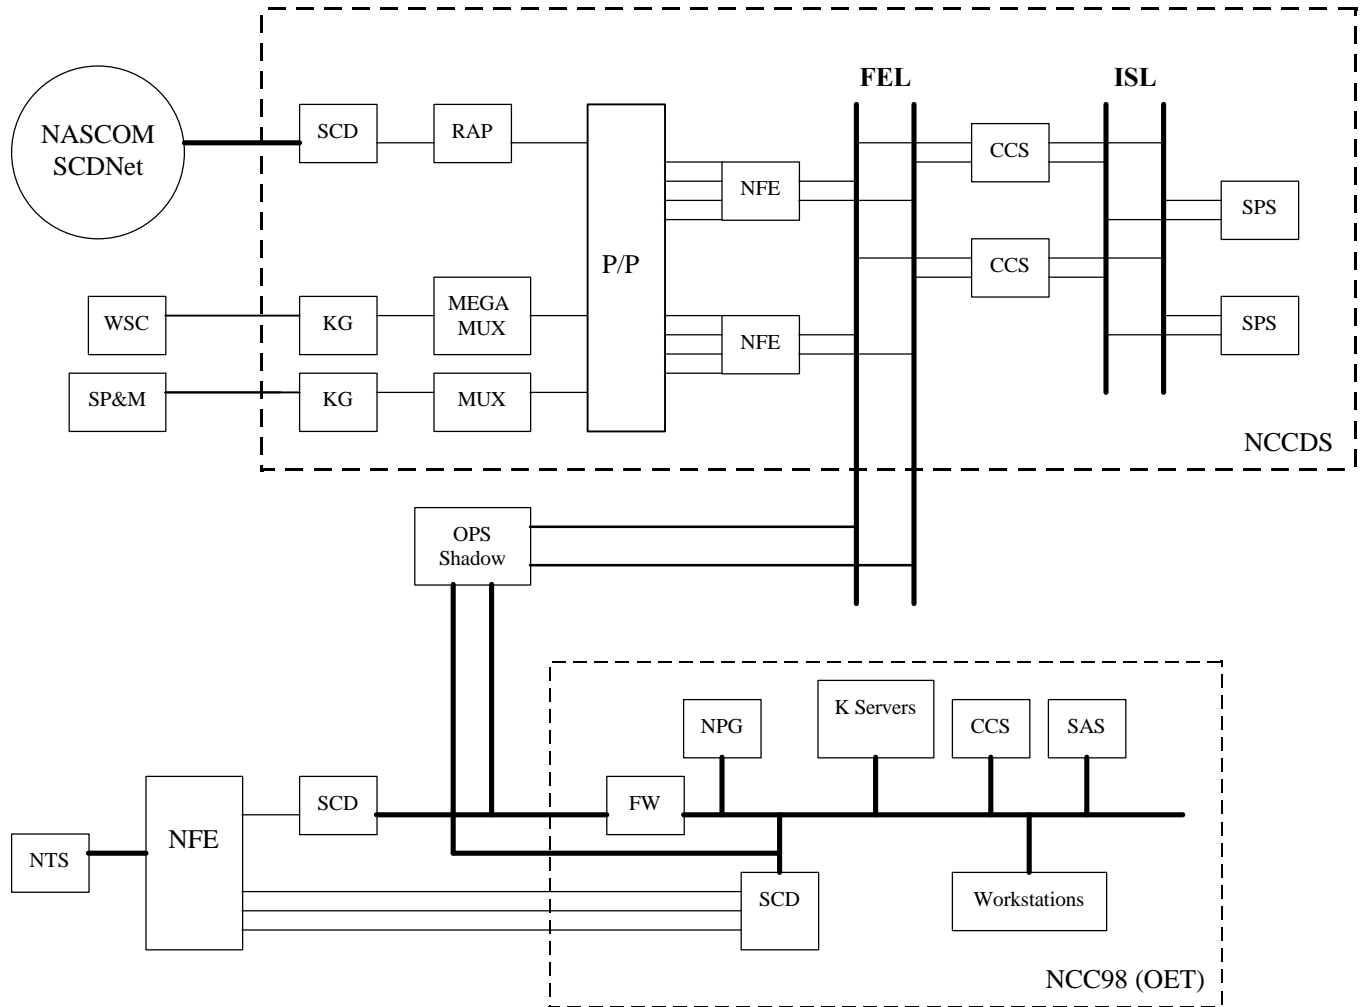 FEL
ISL
NASCOM
SCDNet
SCD
RAP
P/P
NFE
CCS
SPS
CCS
WSC
KG
MEGA
MUX
NFE
SPS
SP&M
KG
MUX
NCCDS
OPS
Shadow
NPG
K Servers
CCS
SAS
NTS
NFE
SCD
FW
SCD
Workstations
NCC98 (OET)